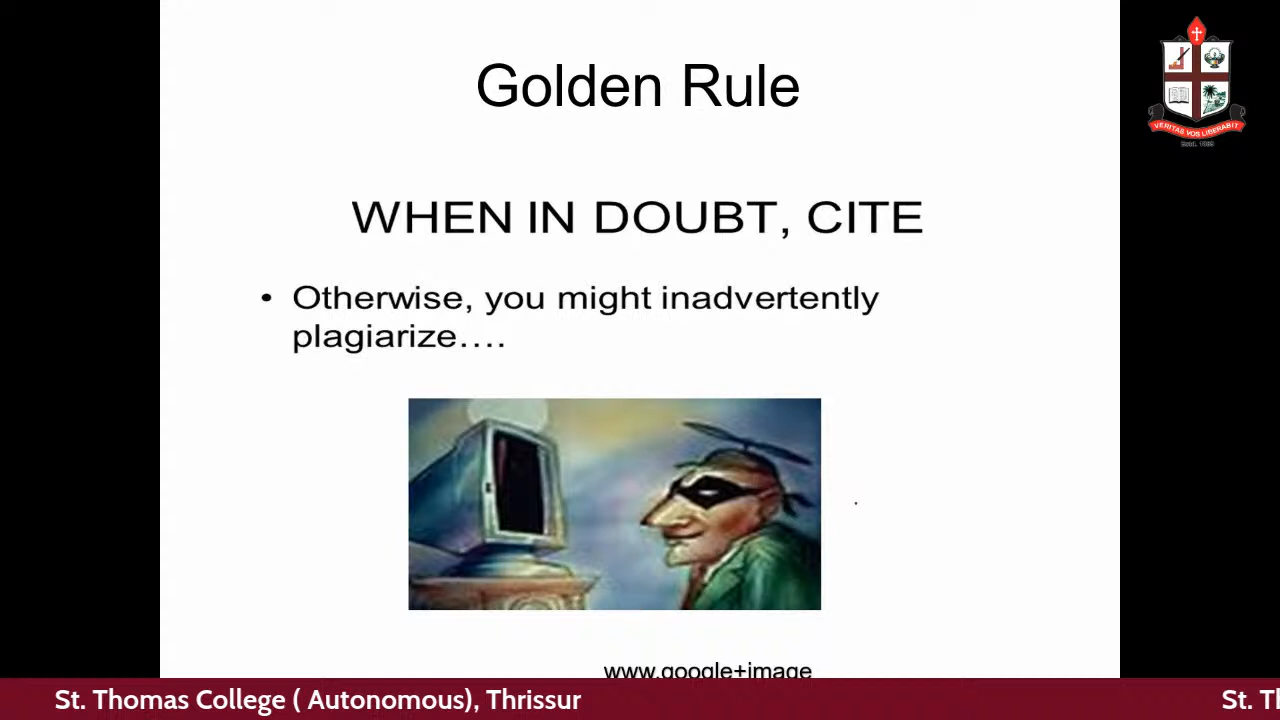 Golden Rule
WHEN IN DOUBT, CITE
• Otherwise, you might inadvertently
plagiarize….
www.google+image
VERITAS VOS LIBERABIT
St. Thomas College ( Autonomous), Thrissur
St. T